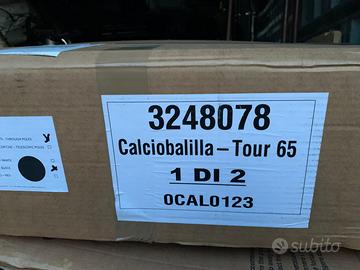 3248078
Calciobalilla – Tour 65
1 DI 2
0CAL0123
subito